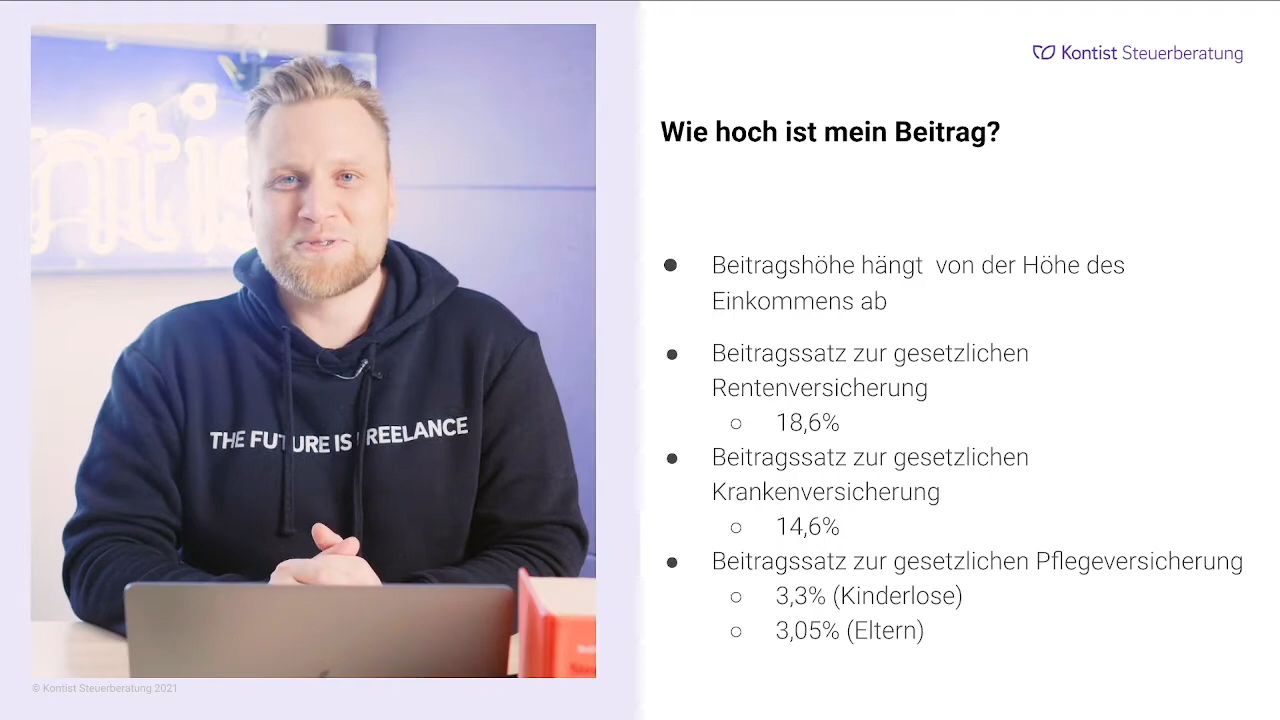 Kontist Steuerberatung
Wie hoch ist mein Beitrag?
● Beitragshöhe hängt von der Höhe des
Einkommens ab
● Beitragssatz zur gesetzlichen
Rentenversicherung
○ 18,6%
● Beitragssatz zur gesetzlichen
Krankenversicherung
○ 14,6%
● Beitragssatz zur gesetzlichen Pflegeversicherung
○ 3,3% (Kinderlose)
○ 3,05% (Eltern)
ntis
THE FUTURE IS FREELANCE
© Kontist Steuerberatung 2021